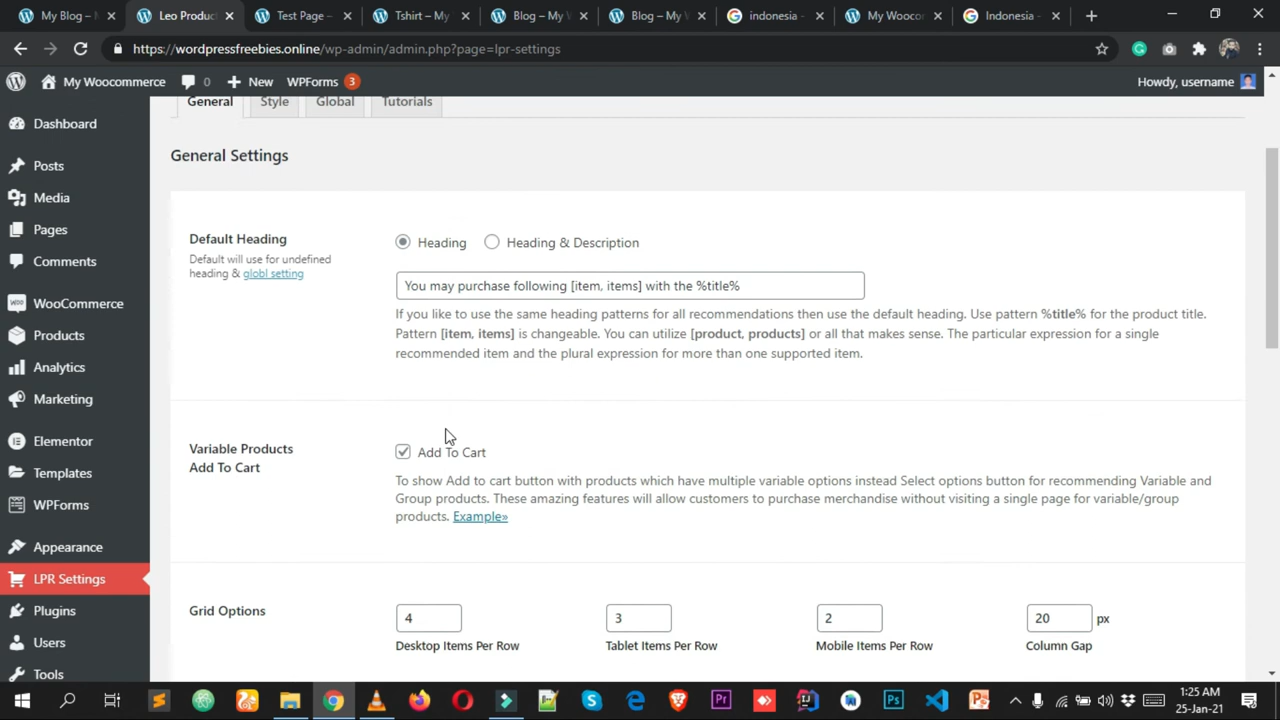 My Blog – M
Leo Produc
Test Page –
Tshirt – My
Blog – My W
Blog – My W
indonesia -
My Wooco
Indonesia -
https://wordpressfreebies.online/wp-admin/admin.php?page=lpr-settings
My Woocommerce
0
New
WPForms 3
Howdy, username
Dashboard
Posts
Media
Pages
Comments
WooCommerce
Products
Analytics
Marketing
Elementor
Templates
WPForms
Appearance
LPR Settings
Plugins
Users
Tools
General
Style
Global
Tutorials
General Settings
Default Heading
Default will use for undefined
heading & globl setting
Heading
Heading & Description
You may purchase following [item, items] with the %title%
If you like to use the same heading patterns for all recommendations then use the default heading. Use pattern %title% for the product title.
Pattern [item, items] is changeable. You can utilize [product, products] or all that makes sense. The particular expression for a single
recommended item and the plural expression for more than one supported item.
Variable Products
Add To Cart
Add To Cart
To show Add to cart button with products which have multiple variable options instead Select options button for recommending Variable and
Group products. These amazing features will allow customers to purchase merchandise without visiting a single page for variable/group
products. Example»
Grid Options
4
3
2
20 px
Desktop Items Per Row
Tablet Items Per Row
Mobile Items Per Row
Column Gap
1:25 AM
25-Jan-21